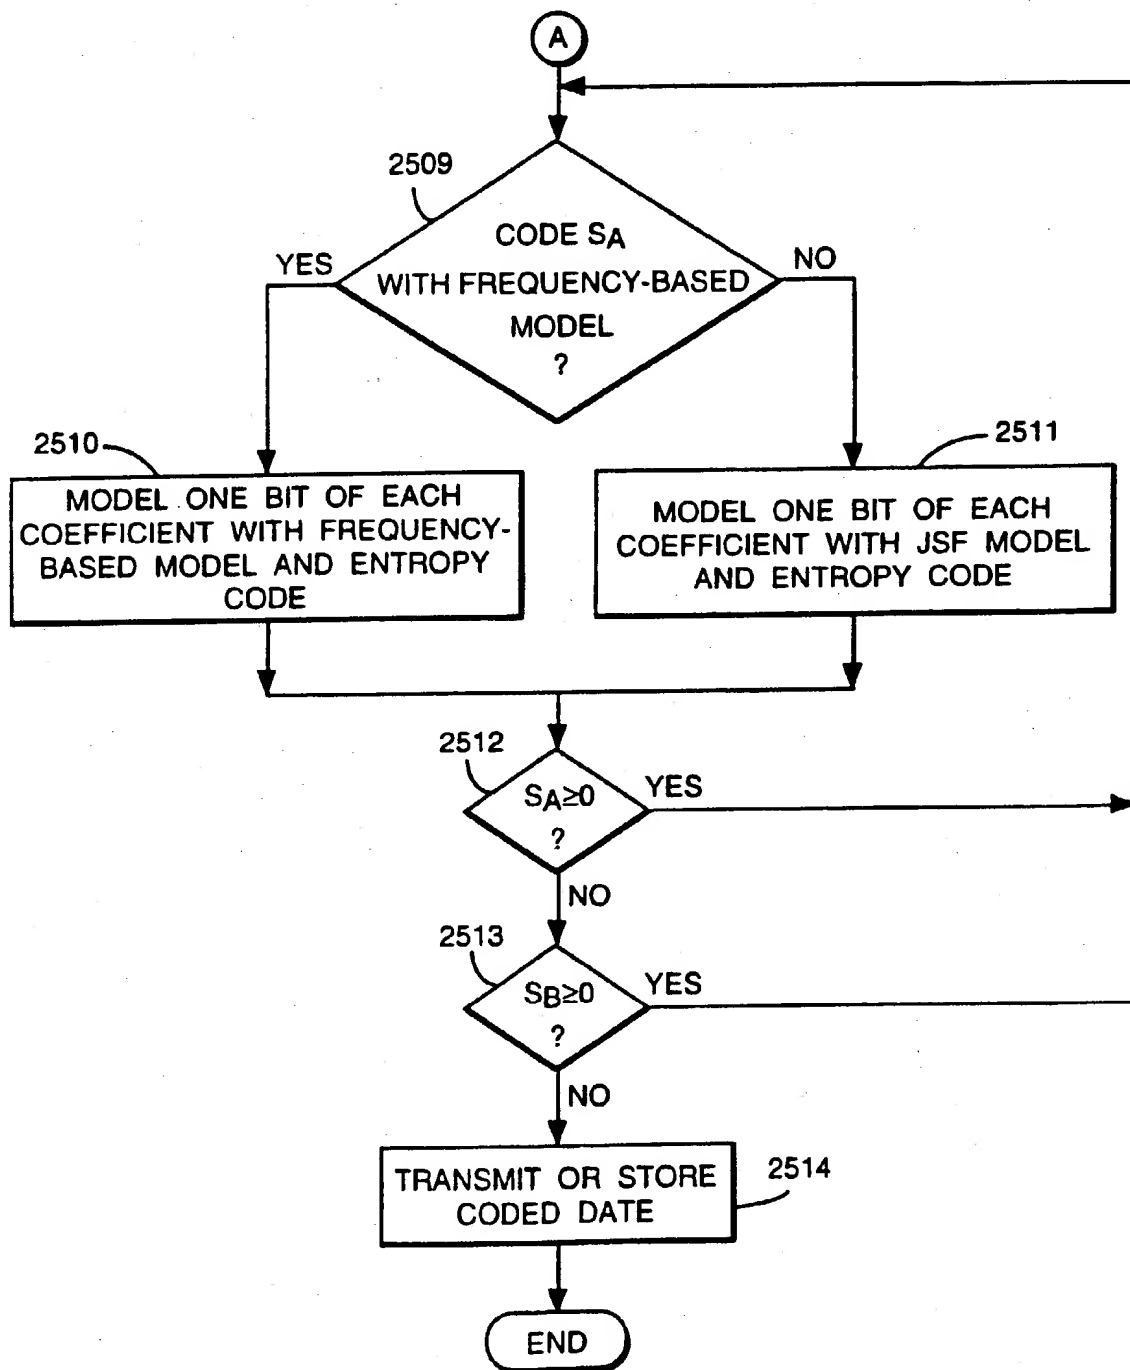 A
2509
CODE SA
WITH FREQUENCY-BASED
MODEL
?
YES
NO
2510
MODEL ONE BIT OF EACH
COEFFICIENT WITH FREQUENCY-
BASED MODEL AND ENTROPY
CODE
2511
MODEL ONE BIT OF EACH
COEFFICIENT WITH JSF MODEL
AND ENTROPY CODE
2512
SA≥0
?
YES
NO
2513
SB≥0
?
YES
NO
TRANSMIT OR STORE
CODED DATE
2514
END